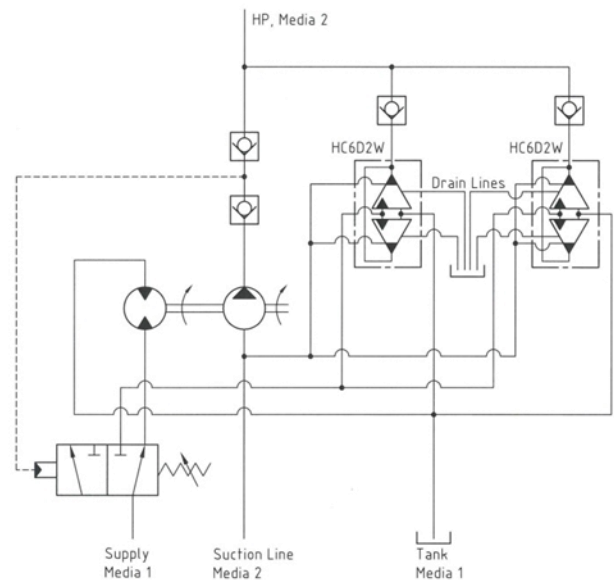 HP, Media 2
HC6D2W
HC6D2W
Drain Lines
Supply
Media 1
Suction Line
Media 2
Tank
Media 1